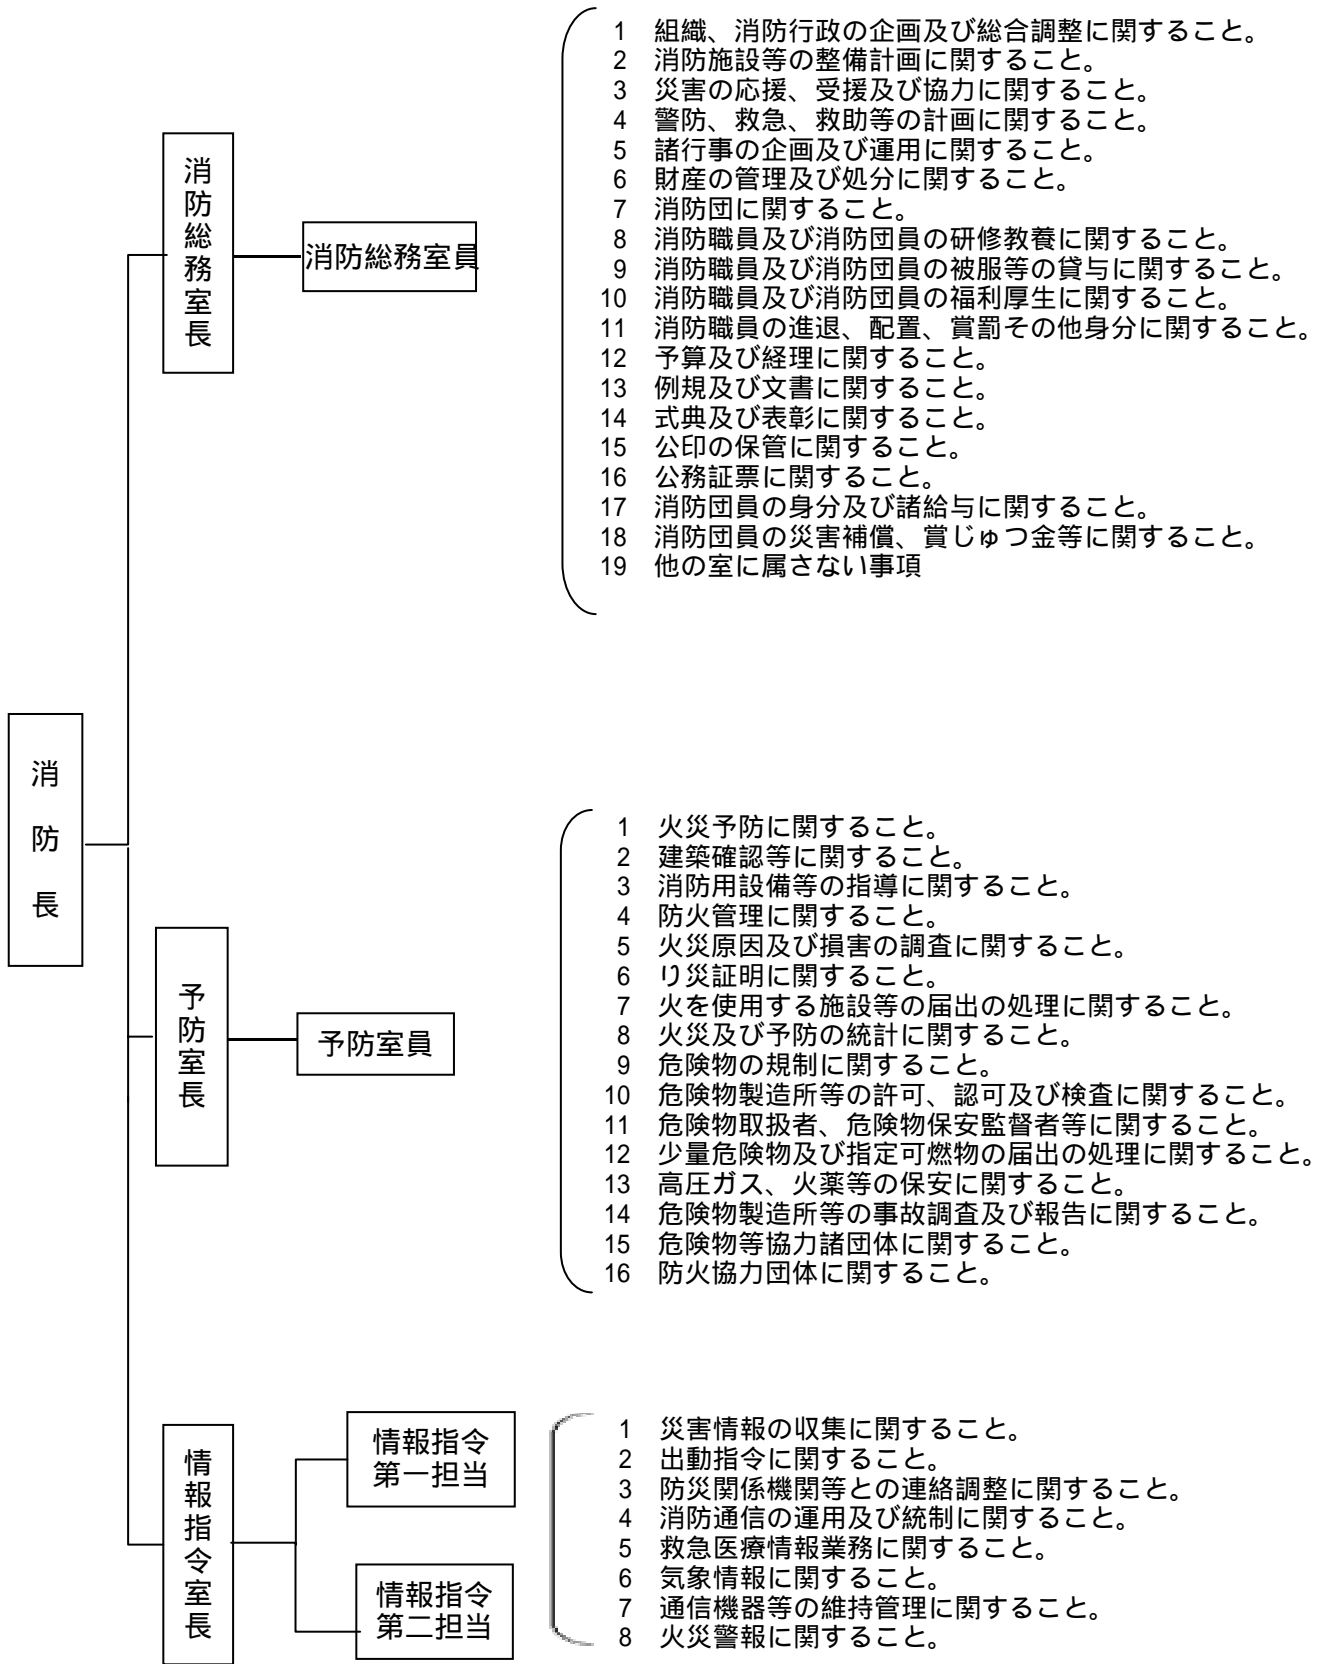 消防長
消防総務室長
消防総務室員
1 組織、消防行政の企画及び総合調整に関すること。
2 消防施設等の整備計画に関すること。
3 災害の応援、受援及び協力に関すること。
4 警防、救急、救助等の計画に関すること。
5 諸行事の企画及び運用に関すること。
6 財産の管理及び処分に関すること。
7 消防団に関すること。
8 消防職員及び消防団員の研修教養に関すること。
9 消防職員及び消防団員の被服等の貸与に関すること。
10 消防職員及び消防団員の福利厚生に関すること。
11 消防職員の進退、配置、賞罰その他身分に関すること。
12 予算及び経理に関すること。
13 例規及び文書に関すること。
14 式典及び表彰に関すること。
15 公印の保管に関すること。
16 公務証票に関すること。
17 消防団員の身分及び諸給与に関すること。
18 消防団員の災害補償、賞じゅつ金等に関すること。
19 他の室に属さない事項
予防室長
予防室員
1 火災予防に関すること。
2 建築確認等に関すること。
3 消防用設備等の指導に関すること。
4 防火管理に関すること。
5 火災原因及び損害の調査に関すること。
6 り災証明に関すること。
7 火を使用する施設等の届出の処理に関すること。
8 火災及び予防の統計に関すること。
9 危険物の規制に関すること。
10 危険物製造所等の許可、認可及び検査に関すること。
11 危険物取扱者、危険物保安監督者等に関すること。
12 少量危険物及び指定可燃物の届出の処理に関すること。
13 高圧ガス、火薬等の保安に関すること。
14 危険物製造所等の事故調査及び報告に関すること。
15 危険物等協力諸団体に関すること。
16 防火協力団体に関すること。
情報指令室長
情報指令
第一担当
情報指令
第二担当
1 災害情報の収集に関すること。
2 出動指令に関すること。
3 防災関係機関等との連絡調整に関すること。
4 消防通信の運用及び統制に関すること。
5 救急医療情報業務に関すること。
6 気象情報に関すること。
7 通信機器等の維持管理に関すること。
8 火災警報に関すること。